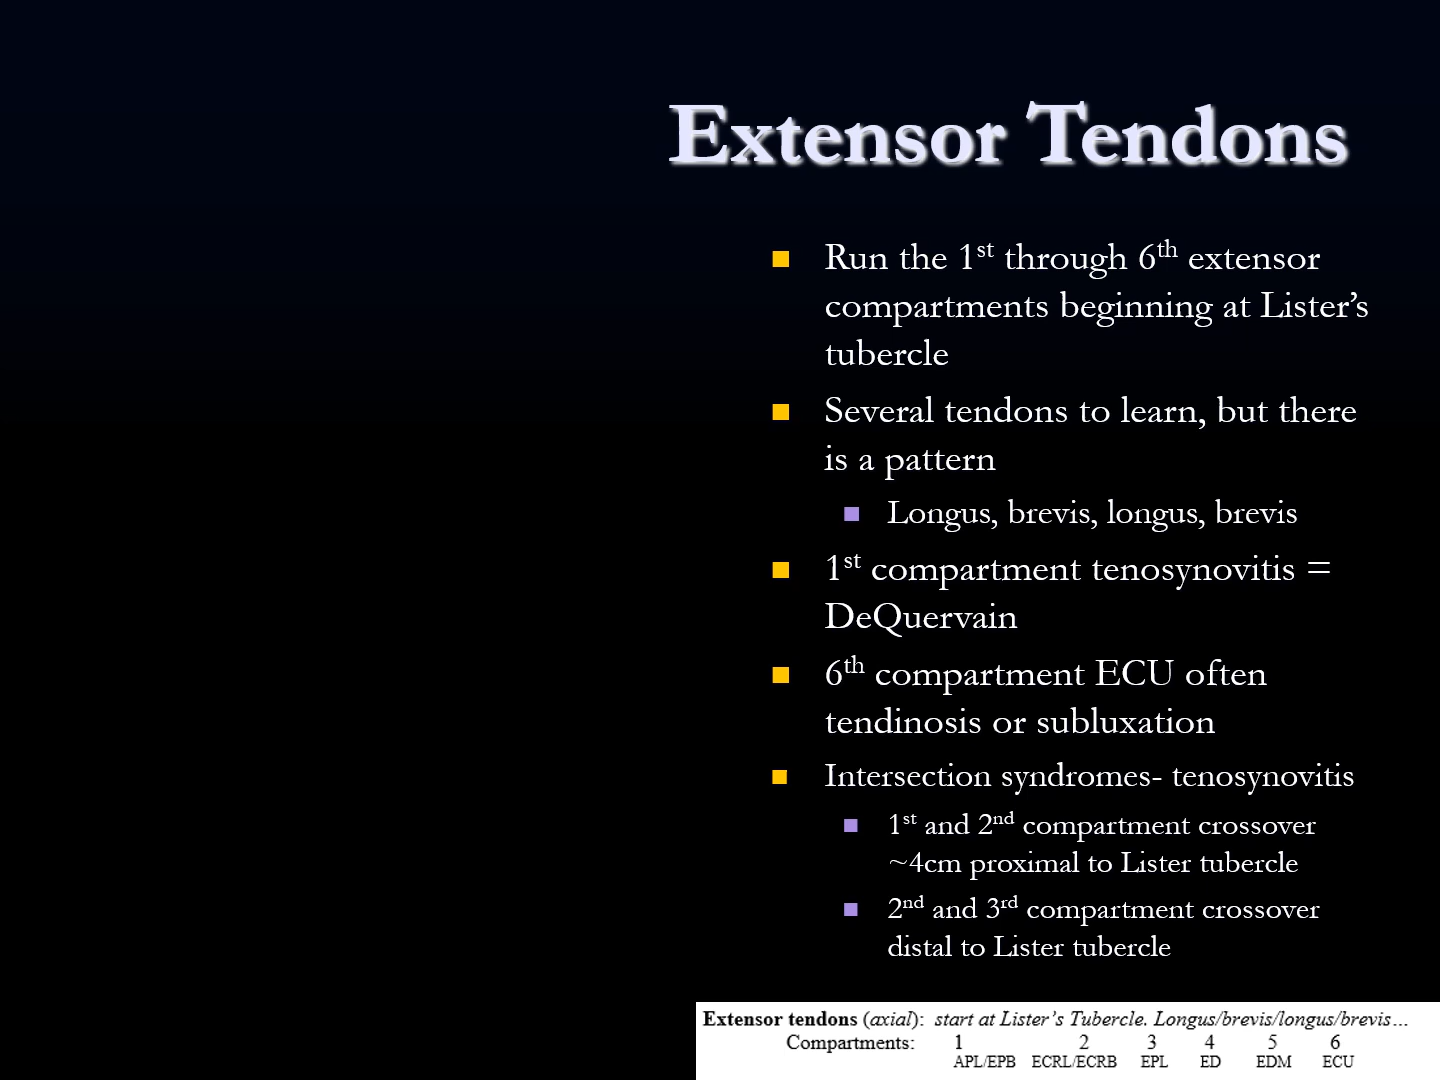 Extensor Tendons
Run the 1st through 6th extensor
compartments beginning at Lister’s
tubercle
Several tendons to learn, but there
is a pattern
Longus, brevis, longus, brevis
1st compartment tenosynovitis =
DeQuervain
6th compartment ECU often
tendinosis or subluxation
Intersection syndromes- tenosynovitis
1st and 2nd compartment crossover
~4cm proximal to Lister tubercle
2nd and 3rd compartment crossover
distal to Lister tubercle
Extensor tendons (axial): start at Lister’s Tubercle. Longus/brevis/longus/brevis…
Compartments: 1 2 3 4 5 6
APL/EPB ECRL/ECRB EPL ED EDM ECU